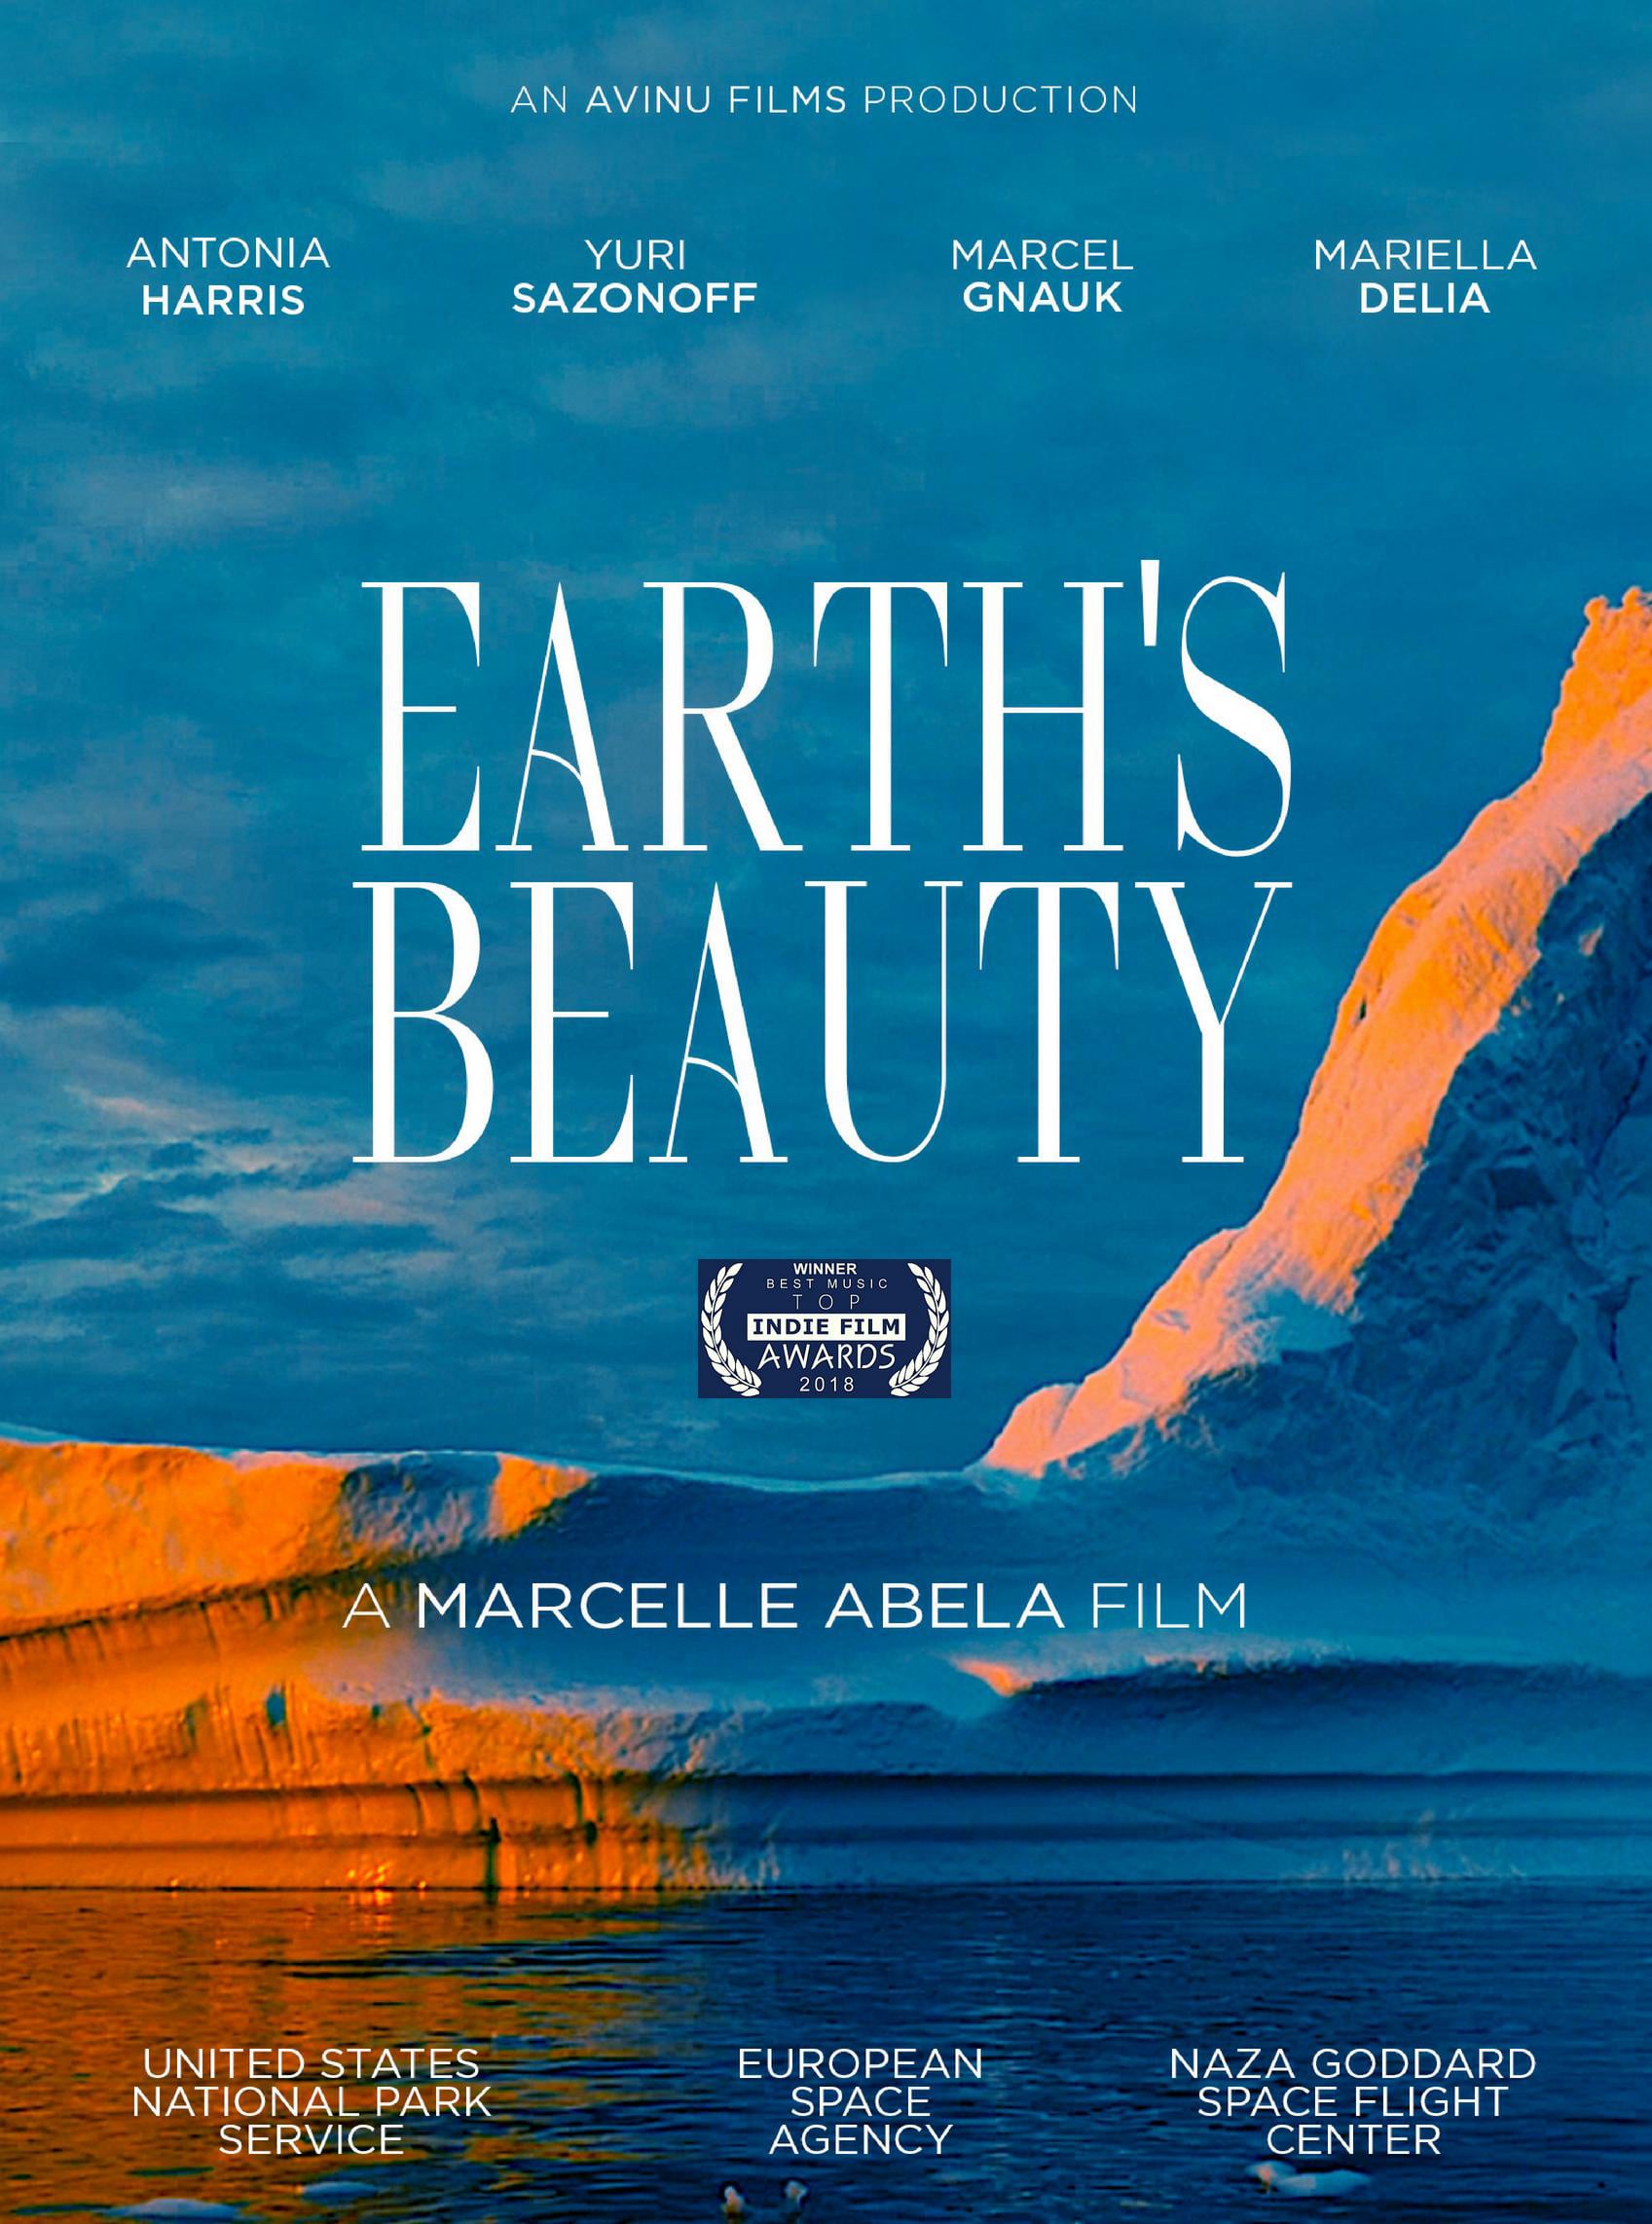 AN AVINU FILMS PRODUCTION
ANTONIA
HARRIS
YURI
SAZONOFF
MARCEL
GNAUK
MARIELLA
DELIA
EARTH'S
BEAUTY
WINNER
BEST MUSIC
TOP
INDIE FILM
AWARDS
2018
A MARCELLE ABELA FILM
UNITED STATES
NATIONAL PARK
SERVICE
EUROPEAN
SPACE
AGENCY
NAZA GODDARD
SPACE FLIGHT
CENTER